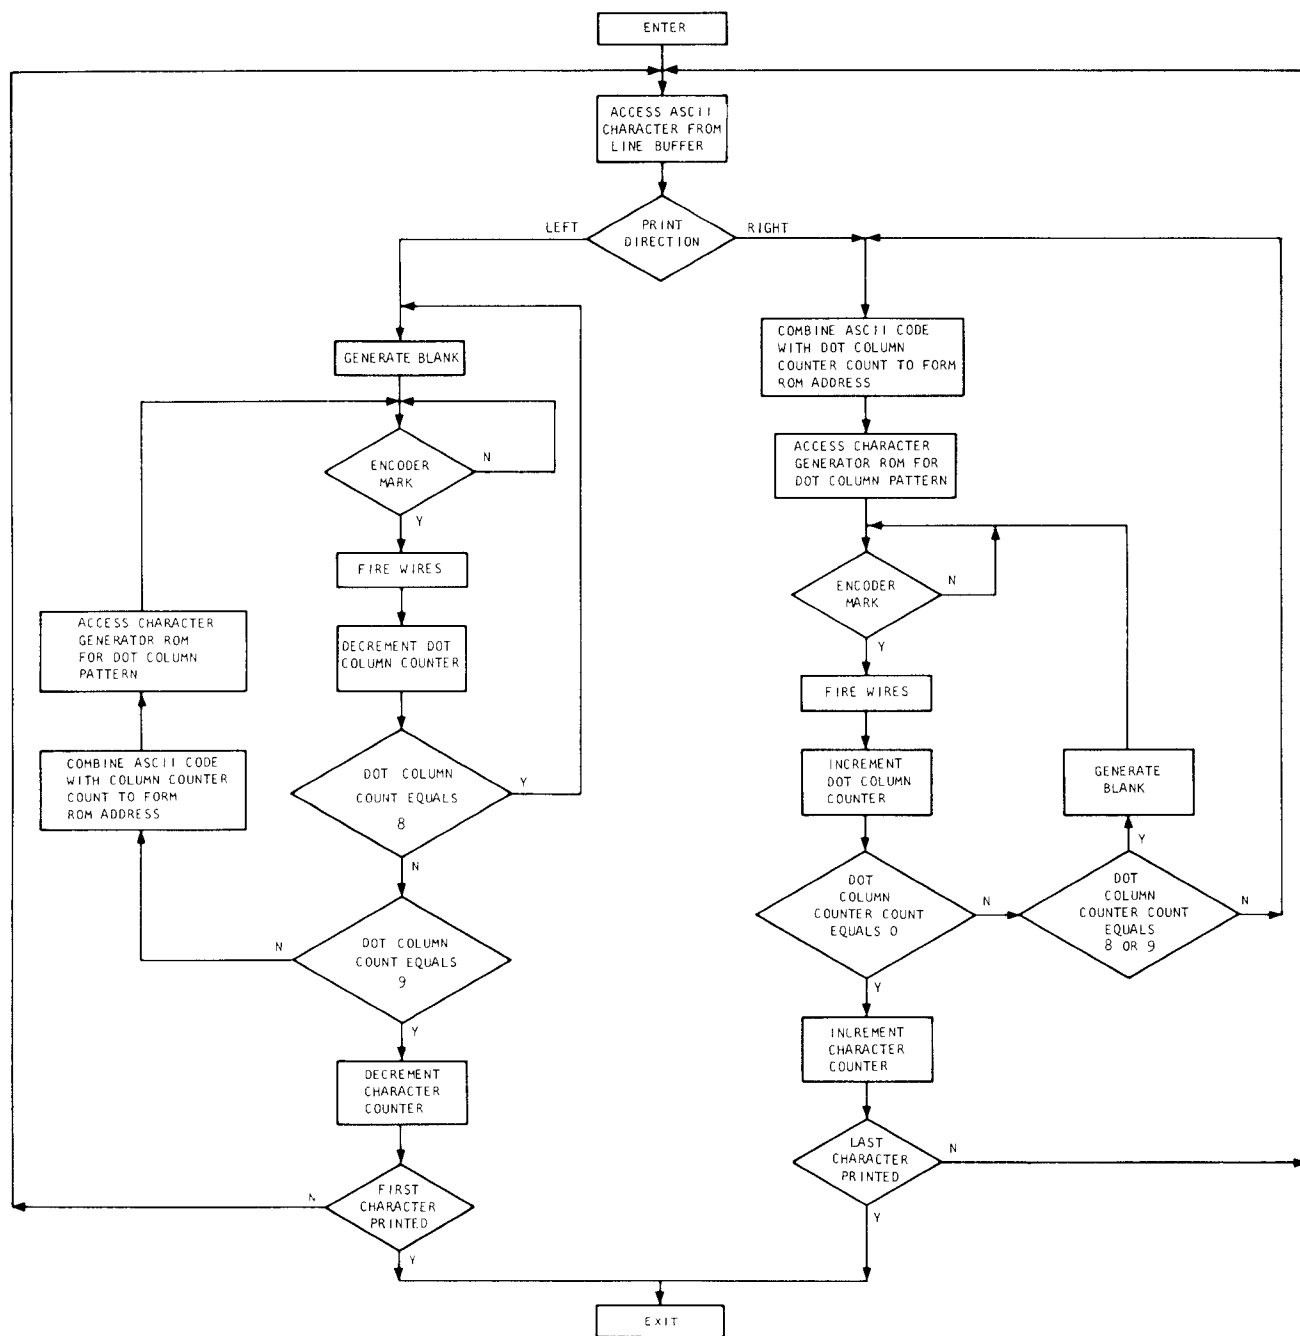 ENTER
ACCESS ASCII
CHARACTER FROM
LINE BUFFER
LEFT
PRINT
DIRECTION
RIGHT
GENERATE BLANK
ENCODER
MARK
N
Y
FIRE WIRES
DECREMENT DOT
COLUMN COUNTER
ACCESS CHARACTER
GENERATOR ROM
FOR DOT COLUMN
PATTERN
COMBINE ASCII CODE
WITH COLUMN COUNTER
COUNT TO FORM
ROM ADDRESS
DOT COLUMN
COUNT EQUALS
8
Y
N
DOT COLUMN
COUNT EQUALS
9
N
Y
DECREMENT
CHARACTER
COUNTER
FIRST
CHARACTER
PRINTED
N
Y
COMBINE ASCII CODE
WITH DOT COLUMN
COUNTER COUNT TO FORM
ROM ADDRESS
ACCESS CHARACTER
GENERATOR ROM FOR
DOT COLUMN PATTERN
ENCODER
MARK
N
Y
FIRE WIRES
INCREMENT
DOT COLUMN
COUNTER
GENERATE
BLANK
Y
DOT
COLUMN
COUNTER COUNT
EQUALS 0
N
Y
DOT
COLUMN
COUNTER COUNT
EQUALS
8 OR 9
N
INCREMENT
CHARACTER
COUNTER
LAST
CHARACTER
PRINTED
N
Y
EXIT